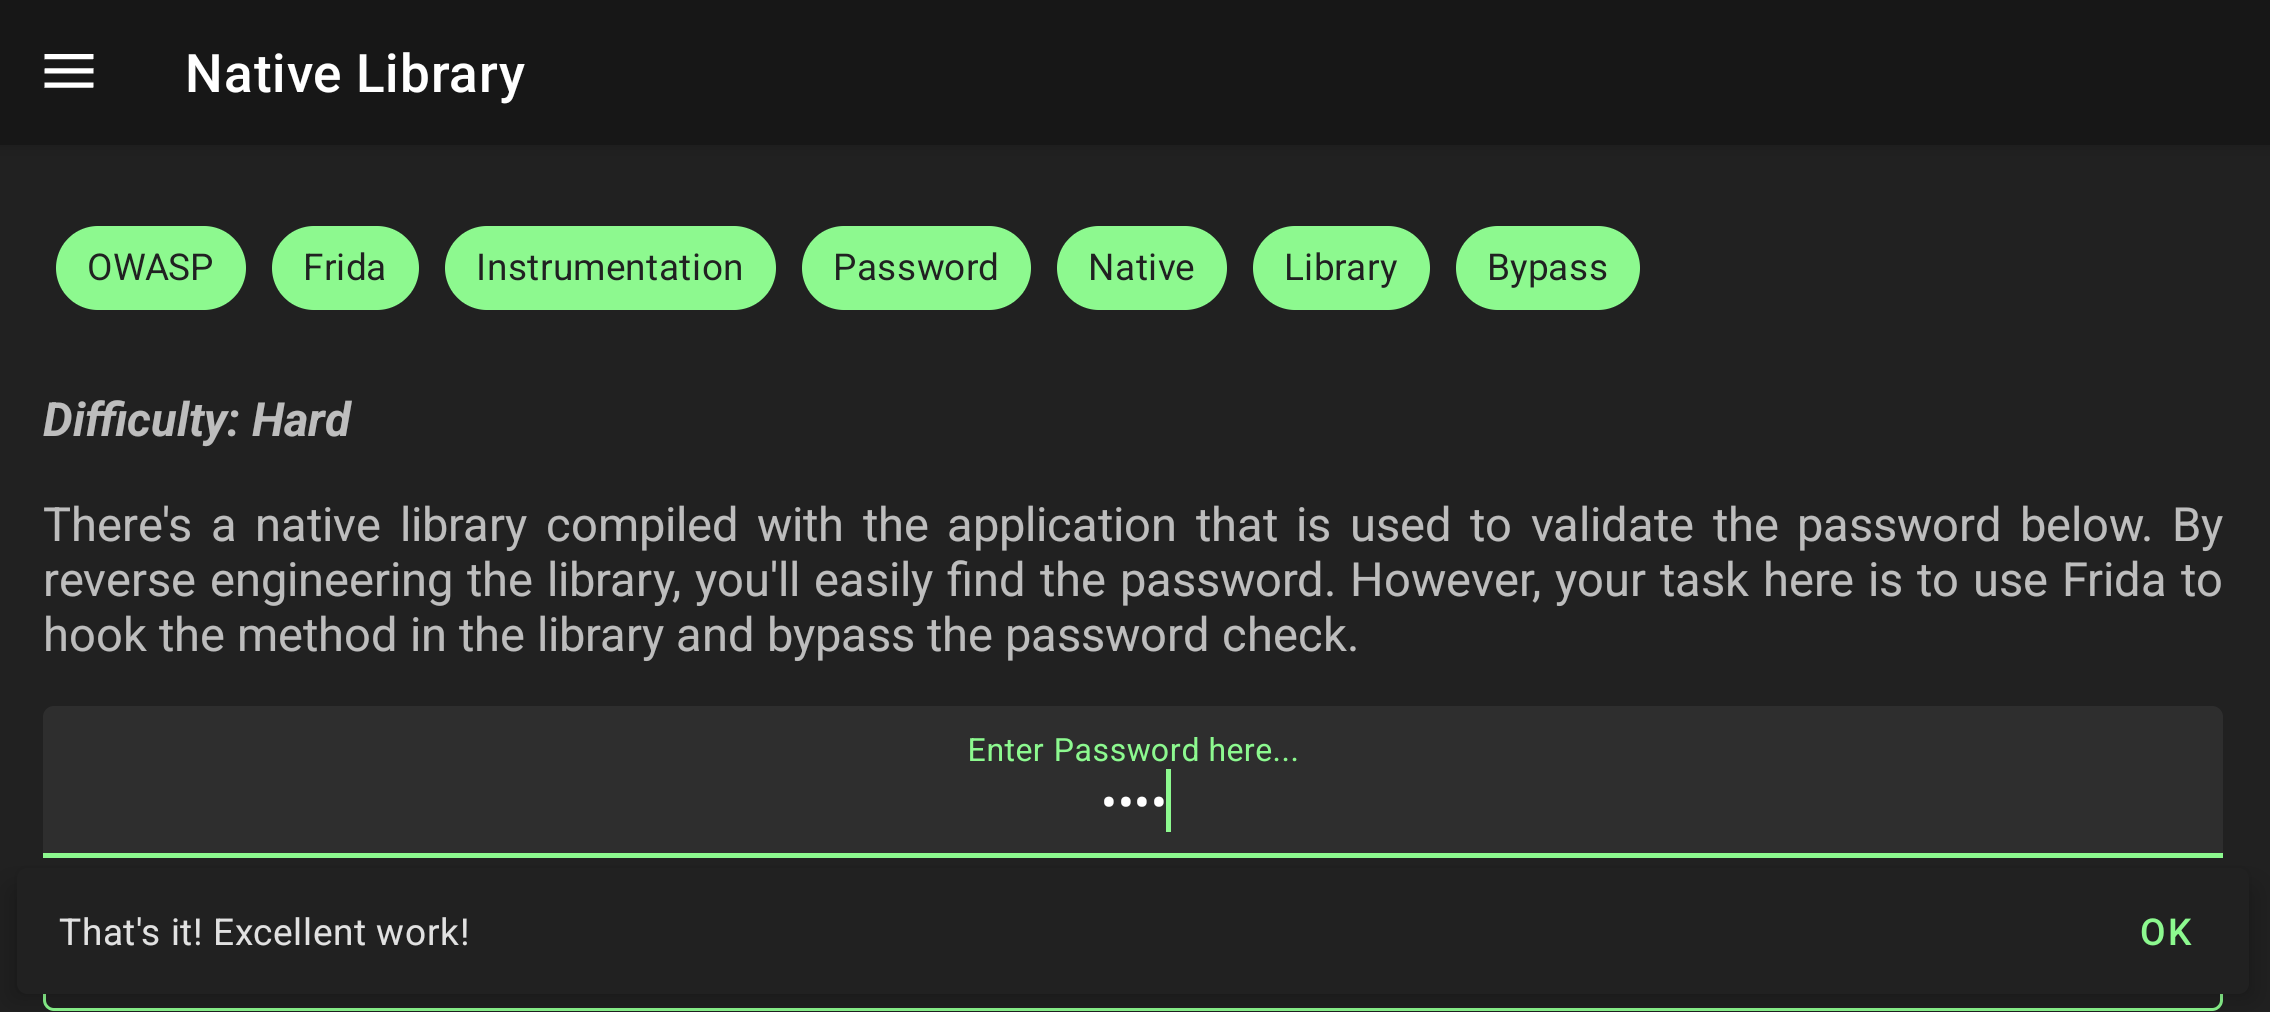 Native Library
OWASP Frida Instrumentation Password Native Library Bypass
Difficulty: Hard
There's a native library compiled with the application that is used to validate the password below. By
reverse engineering the library, you'll easily find the password. However, your task here is to use Frida to
hook the method in the library and bypass the password check.
Enter Password here...
••••
That's it! Excellent work! OK